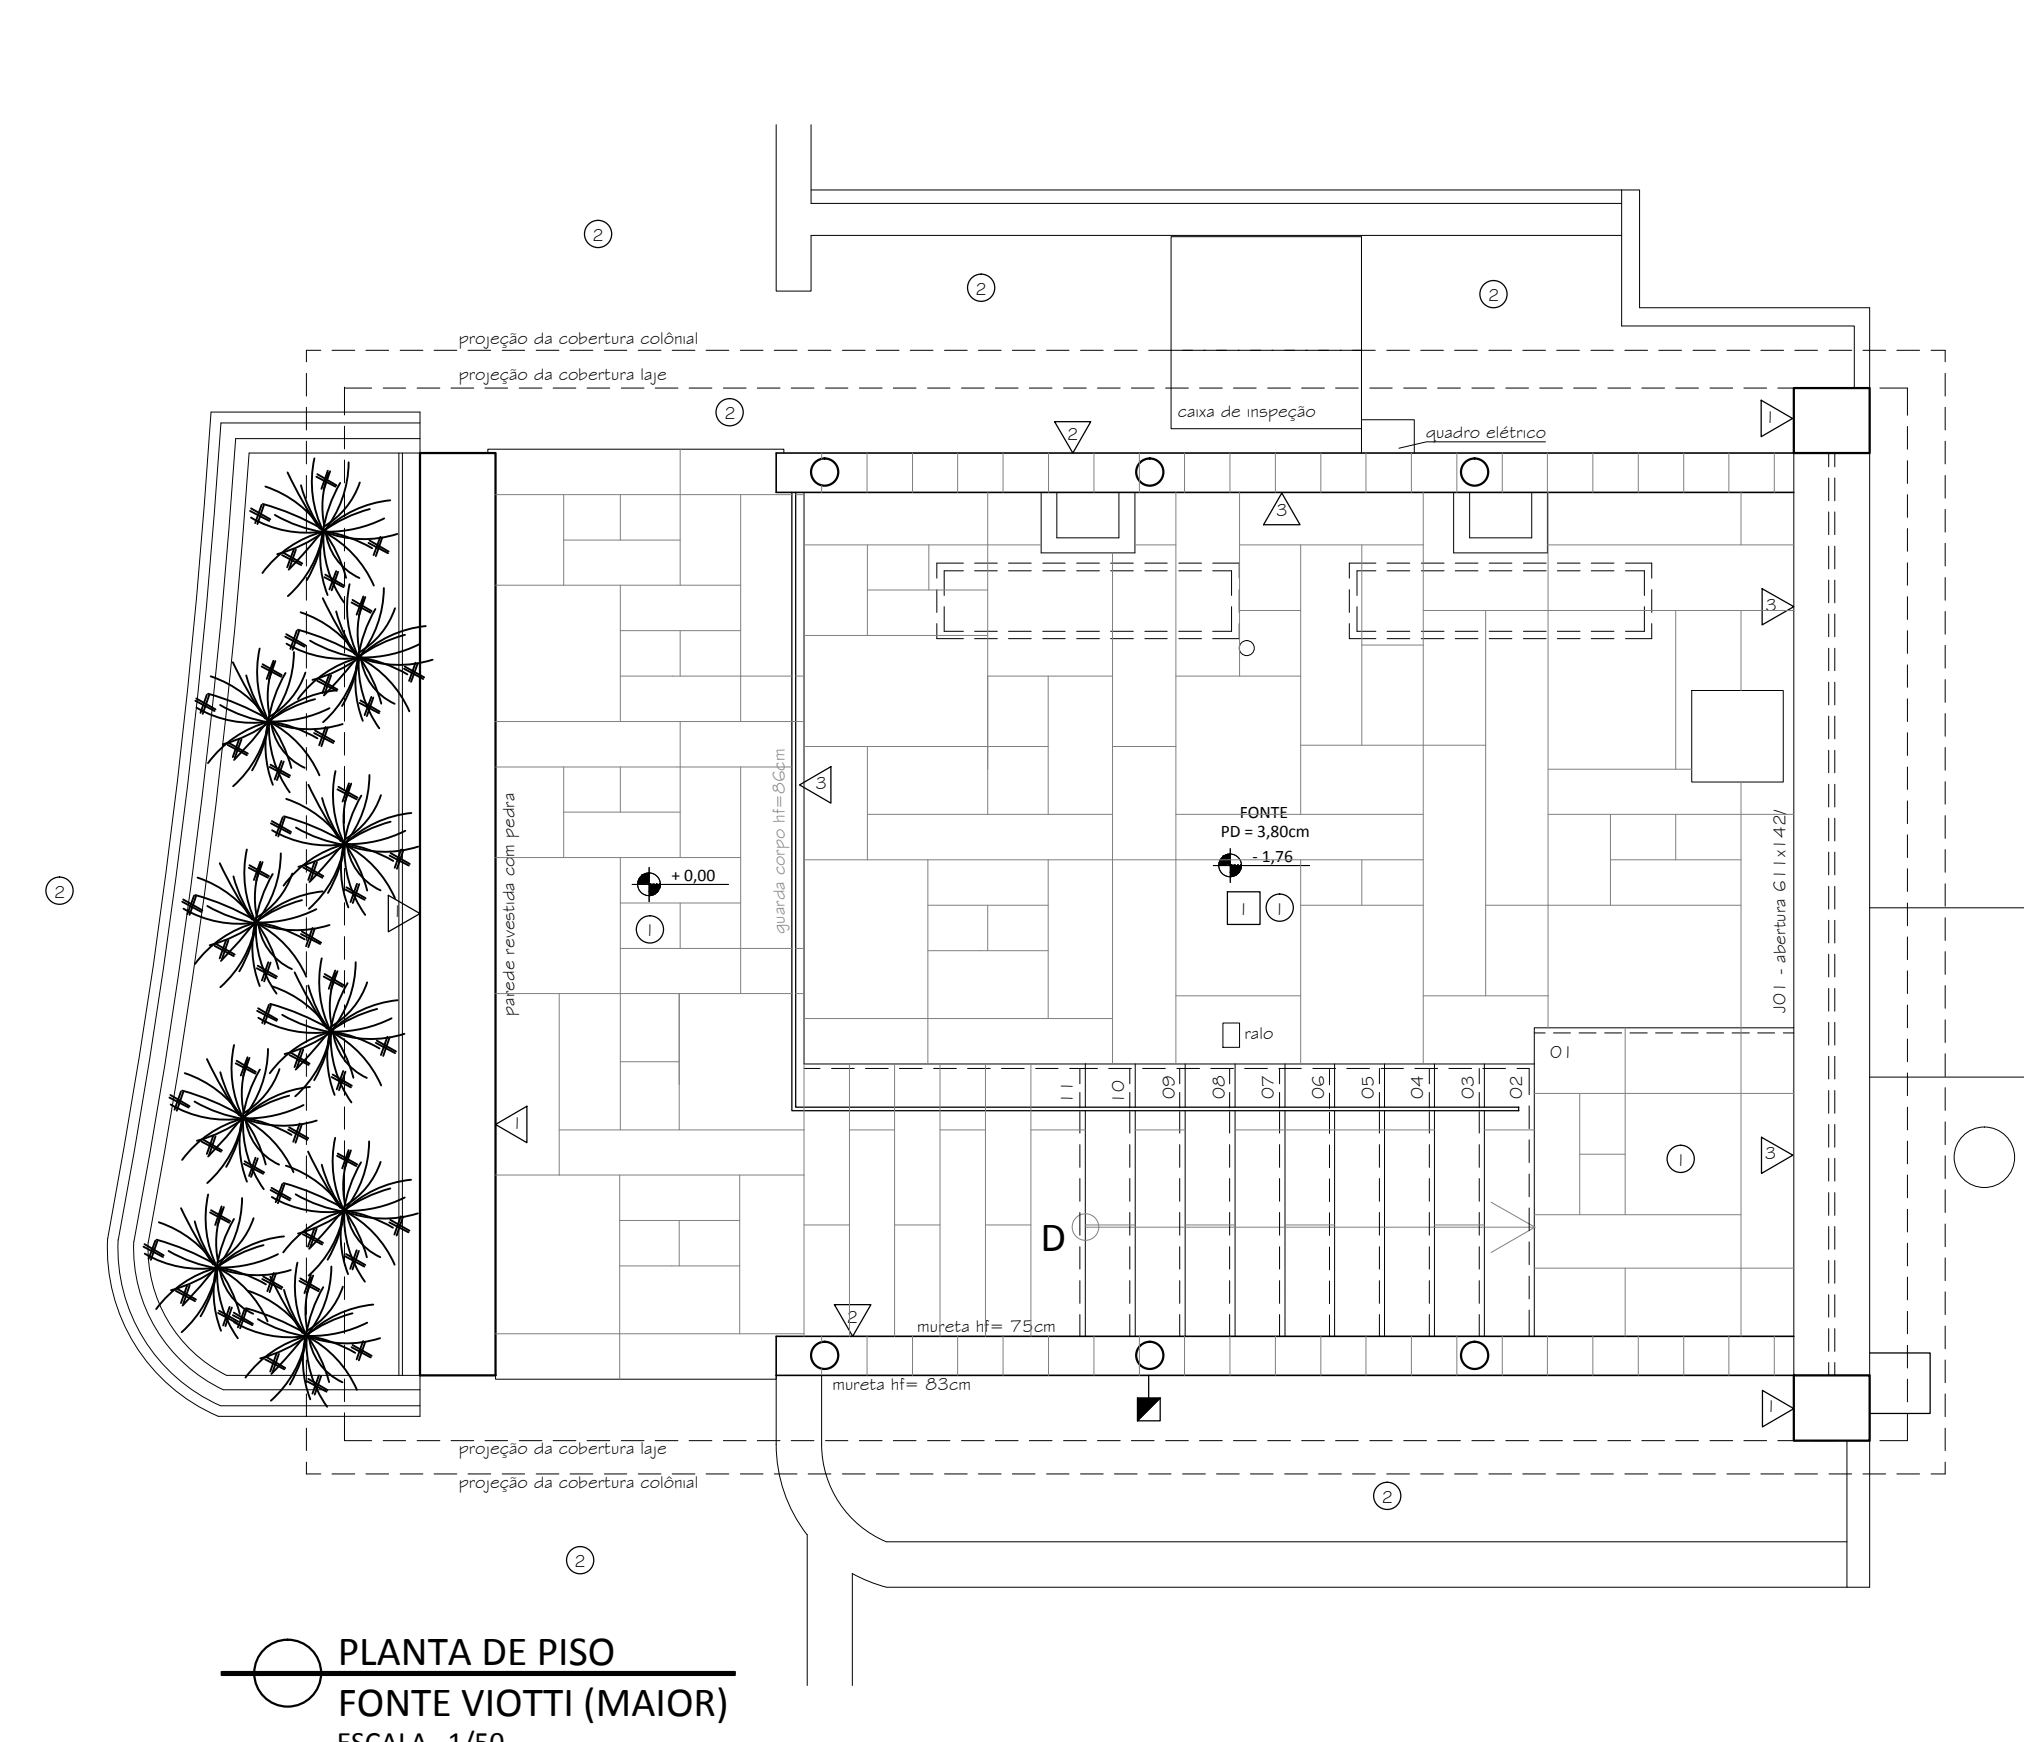 2
2
2
projeção da cobertura colônial
projeção da cobertura laje
2
caixa de inspeção
quadro elétrico
1
2
3
3
guarda corpo hf=86cm
3
parede revestida com pedra
FONTE
PD = 3,80cm
- 1,76
+ 0,00
1
1
1
1
2
J01 - abertura 611x142/
ralo
01
11
10
09
08
07
06
05
04
03
02
1
1
3
D
2
mureta hf= 75cm
mureta hf= 83cm
1
projeção da cobertura laje
projeção da cobertura colônial
2
2
PLANTA DE PISO
FONTE VIOTTI (MAIOR)
ESCALA 1/50